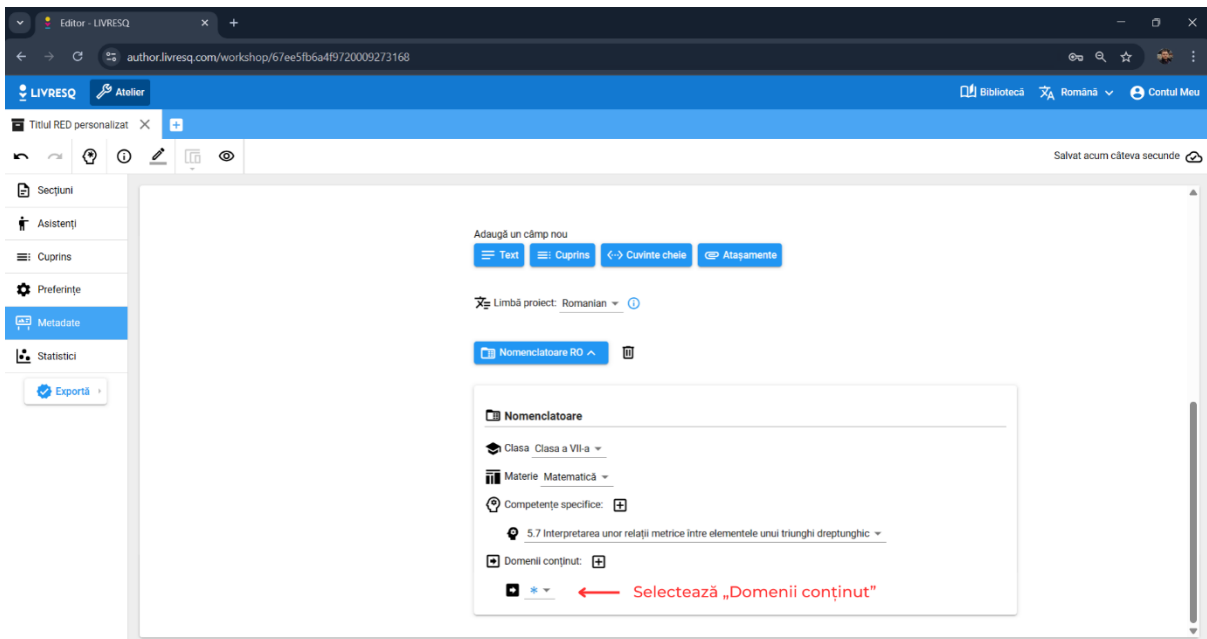 Editor - LIVRESQ
author.livresq.com/workshop/67ee5fb6a4f9720009273168
LIVRESQ Atelier Bibliotecă Română Contul Meu
Titlul RED personalizat
Salvat acum câteva secunde
Secțiuni
Asistenți
Cuprins
Preferințe
Metadate
Statistici
Exportă
Adaugă un câmp nou
Text Cuprins Cuvinte cheie Atașamente
Limbă proiect: Romanian
Nomenclatoare RO
Nomenclatoare
Clasa Clasa a VII-a
Materie Matematică
Competențe specifice:
5.7 Interpretarea unor relații metrice între elementele unui triunghi dreptunghic
Domenii conținut:
* Selectează „Domenii conținut”